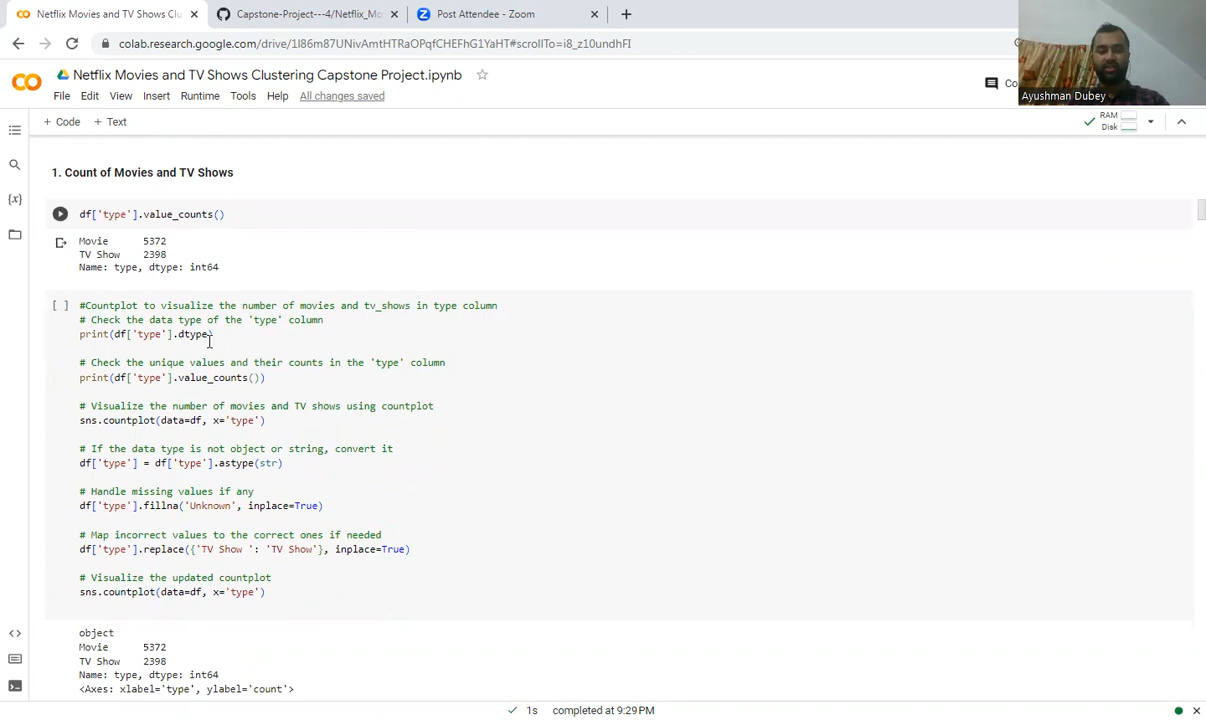 Netflix Movies and TV Shows Clu
Capstone-Project---4/Netflix_Mo
Post Attendee - Zoom
colab.research.google.com/drive/1l86m87UNivAmtHTRaOPqfCHEFhG1YaHT#scrollTo=i8_z10undhFI
Netflix Movies and TV Shows Clustering Capstone Project.ipynb
Co
Ayushman Dubey
File Edit View Insert Runtime Tools Help All changes saved
+ Code + Text
RAM
Disk
1. Count of Movies and TV Shows
df['type'].value_counts()
Movie 5372
TV Show 2398
Name: type, dtype: int64
[ ] #Countplot to visualize the number of movies and tv_shows in type column
# Check the data type of the 'type' column
print(df['type'].dtype)
# Check the unique values and their counts in the 'type' column
print(df['type'].value_counts())
# Visualize the number of movies and TV shows using countplot
sns.countplot(data=df, x='type')
# If the data type is not object or string, convert it
df['type'] = df['type'].astype(str)
# Handle missing values if any
df['type'].fillna('Unknown', inplace=True)
# Map incorrect values to the correct ones if needed
df['type'].replace({'TV Show ': 'TV Show'}, inplace=True)
# Visualize the updated countplot
sns.countplot(data=df, x='type')
object
Movie 5372
TV Show 2398
Name: type, dtype: int64
<Axes: xlabel='type', ylabel='count'>
1s completed at 9:29PM